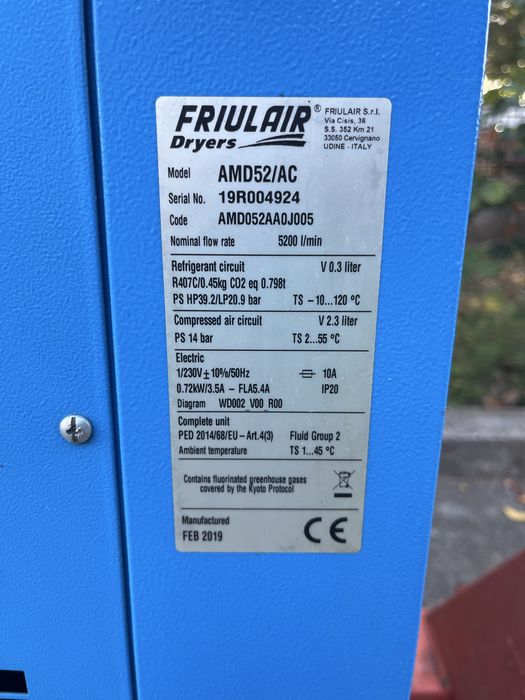 FRIULAIR®
Dryers
FRIULAIR S.r.l.
Via Cisis, 36
S.S. 352 Km 21
33050 Cervignano
UDINE - ITALY
Model AMD52/AC
Serial No. 19R004924
Code AMD052AA0J005
Nominal flow rate 5200 l/min
Refrigerant circuit V 0.3 liter
R407C/0.45kg CO2 eq 0.798t
PS HP39.2/LP20.9 bar TS -10...120 °C
Compressed air circuit V 2.3 liter
PS 14 bar TS 2...55 °C
Electric
1/230V±10%/50Hz 10A
0.72kW/3.5A - FLA5.4A IP20
Diagram WD002 V00 R00
Complete unit
PED 2014/68/EU-Art.4(3) Fluid Group 2
Ambient temperature TS 1...45 °C
Contains fluorinated greenhouse gases
covered by the Kyoto Protocol
Manufactured
FEB 2019
CE